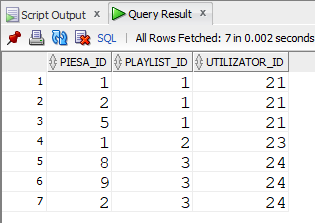 Script Output × Query Result ×
SQL | All Rows Fetched: 7 in 0.002 seconds
PIESA_ID PLAYLIST_ID UTILIZATOR_ID
1 1 1 21
2 2 1 21
3 5 1 21
4 1 2 23
5 8 3 24
6 9 3 24
7 2 3 24